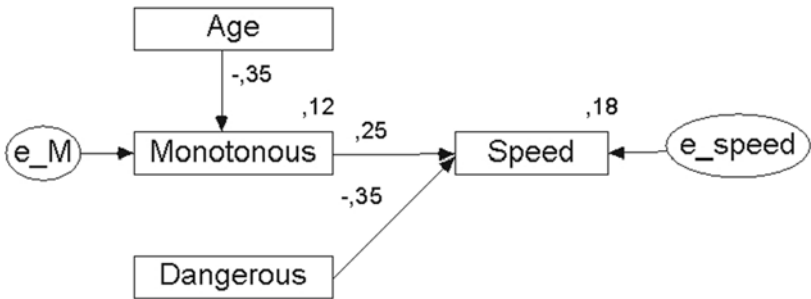 Age
-,35
,12
,18
e_M
Monotonous
,25
Speed
e_speed
-,35
Dangerous